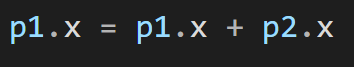 p1.x = p1.x + p2.x